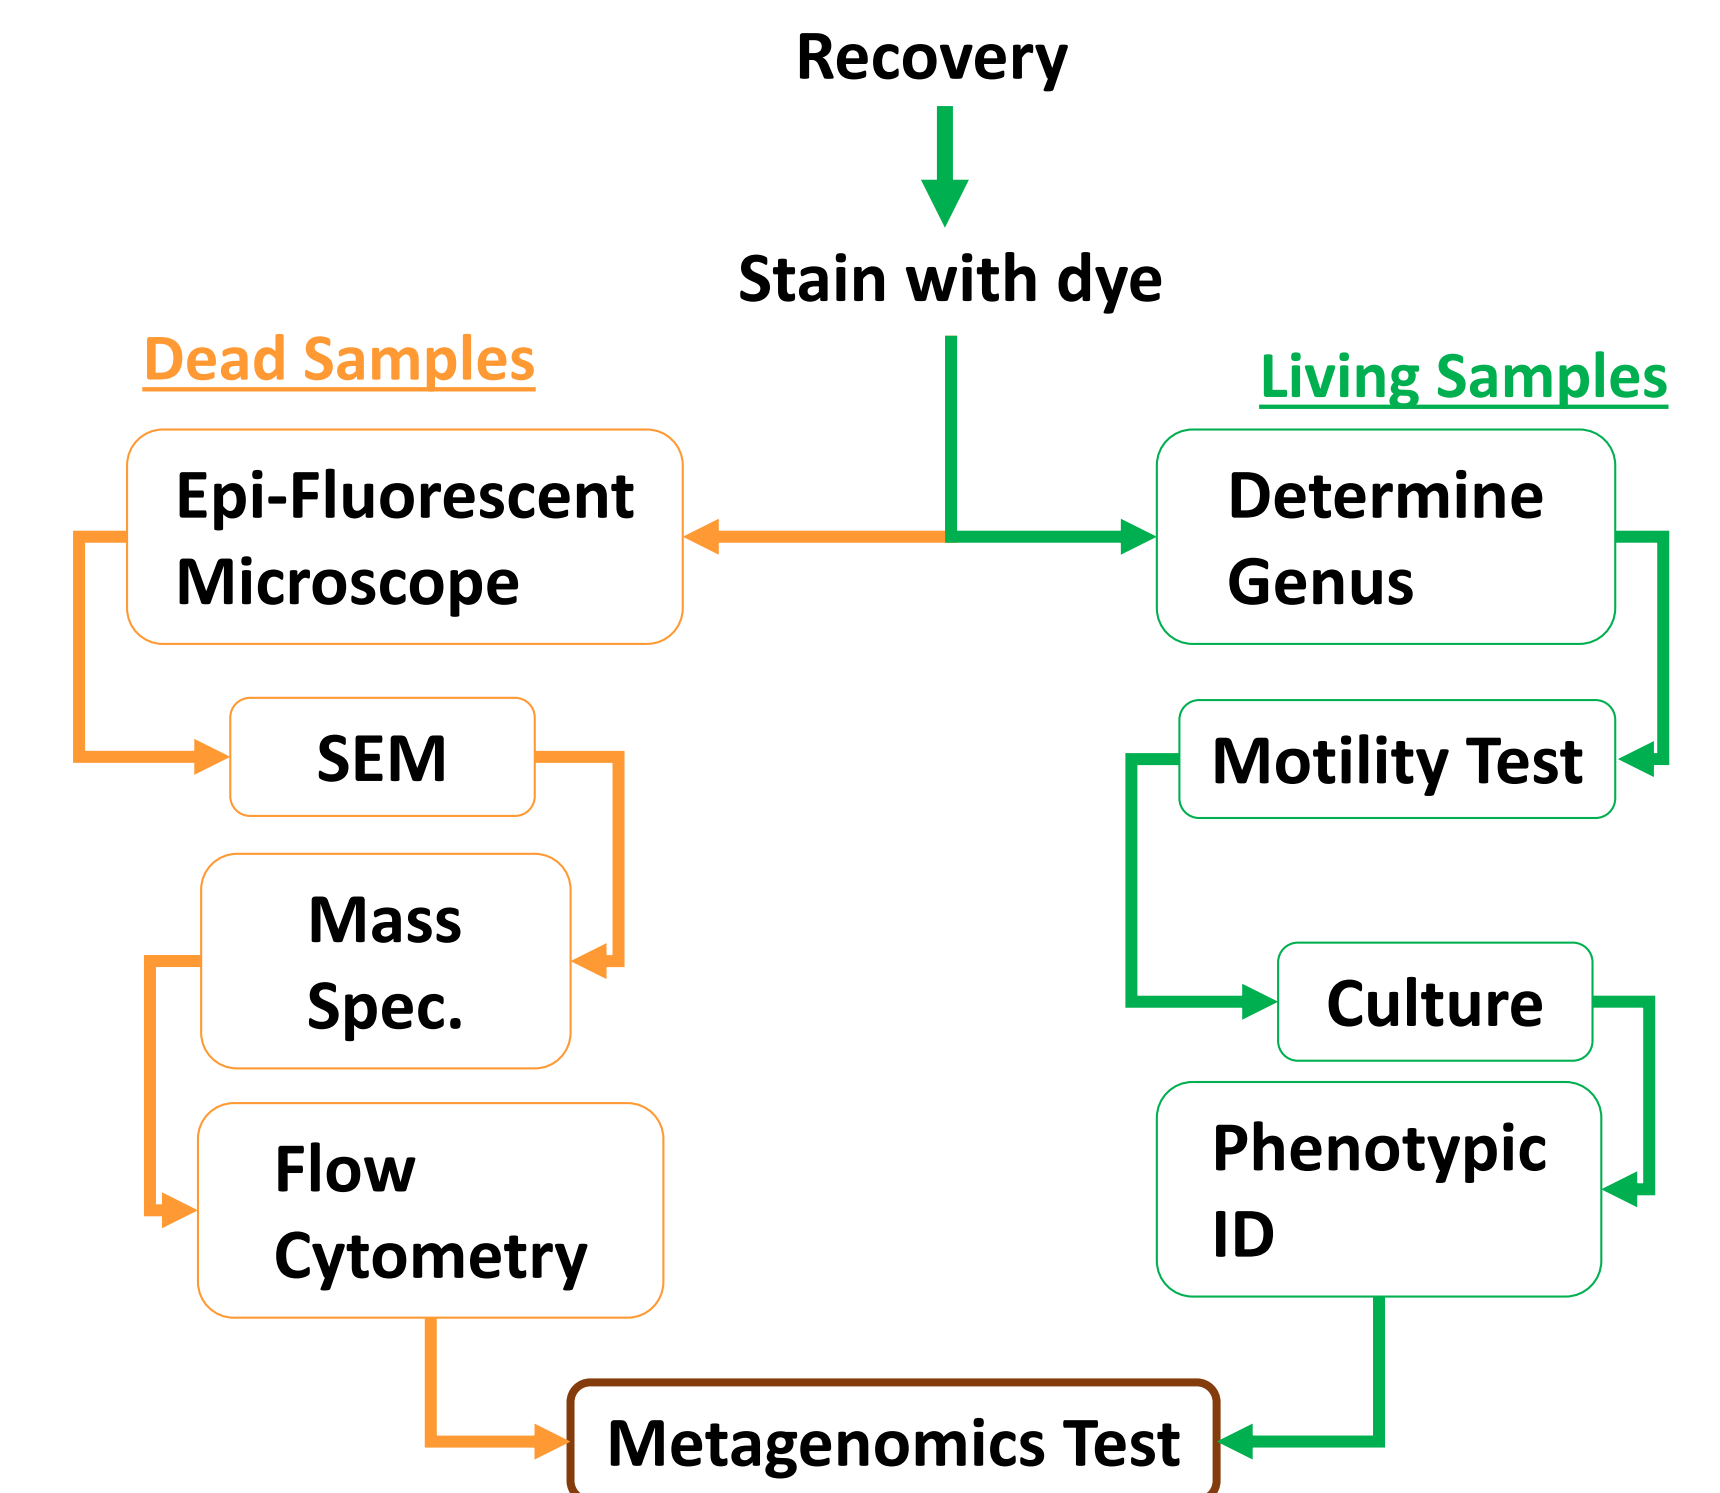 Recovery
Stain with dye
Dead Samples
Epi-Fluorescent
Microscope
SEM
Mass
Spec.
Flow
Cytometry
Living Samples
Determine
Genus
Motility Test
Culture
Phenotypic
ID
Metagenomics Test